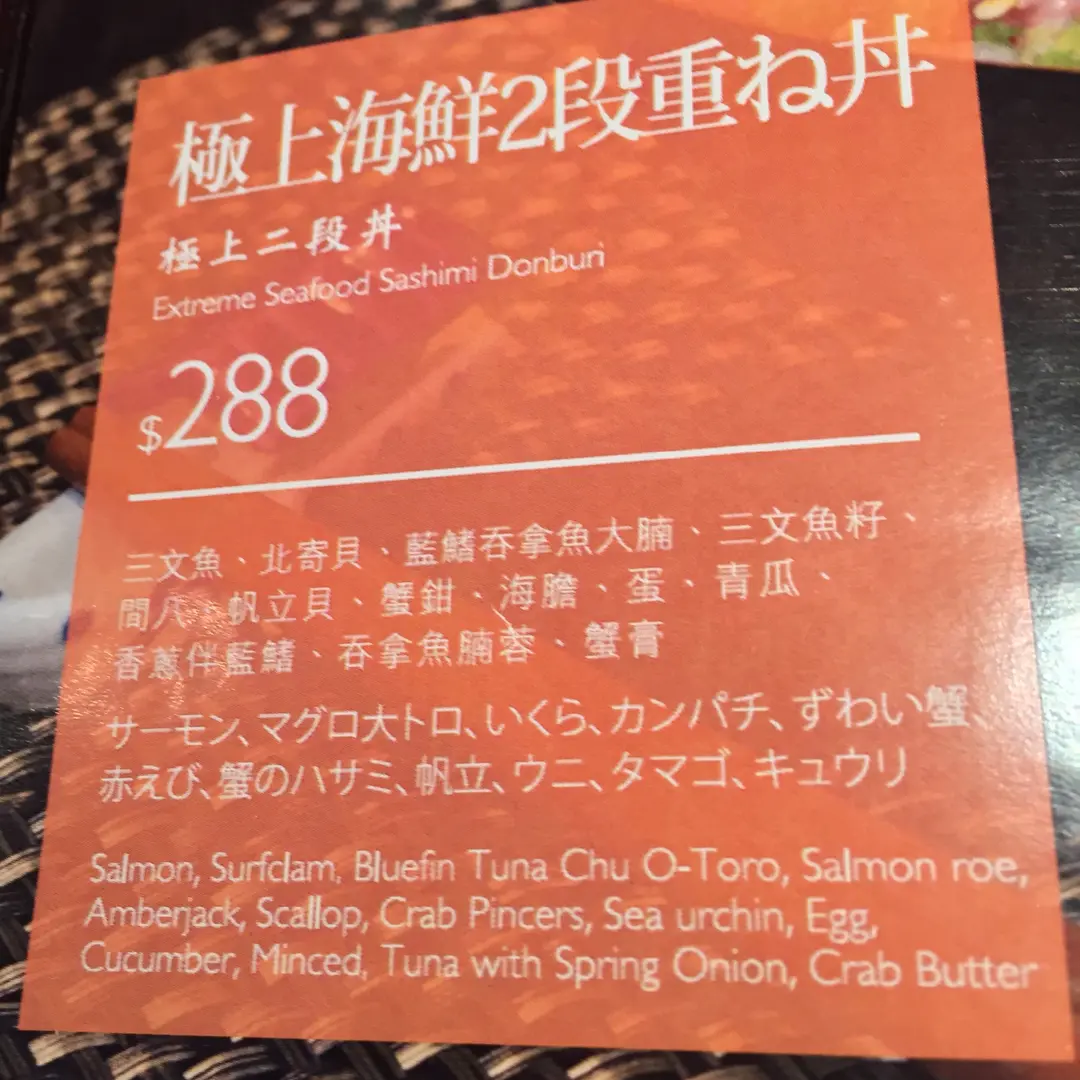 極上海鮮2段重ね丼
極上二段丼
Extreme Seafood Sashimi Donburi
$288
三文魚、北寄貝、藍鰭吞拿魚大腩、三文魚籽、
間八、帆立貝、蟹鉗、海膽、蛋、青瓜、
香蔥伴藍鰭、吞拿魚腩蓉、蟹膏
サーモン、マグロ大トロ、いくら、カンパチ、ずわい蟹、
赤えび、蟹のハサミ、帆立、ウニ、タマゴ、キュウリ
Salmon, Surfclam, Bluefin Tuna Chu O-Toro, Salmon roe,
Amberjack, Scallop, Crab Pincers, Sea urchin, Egg,
Cucumber, Minced, Tuna with Spring Onion, Crab Butter